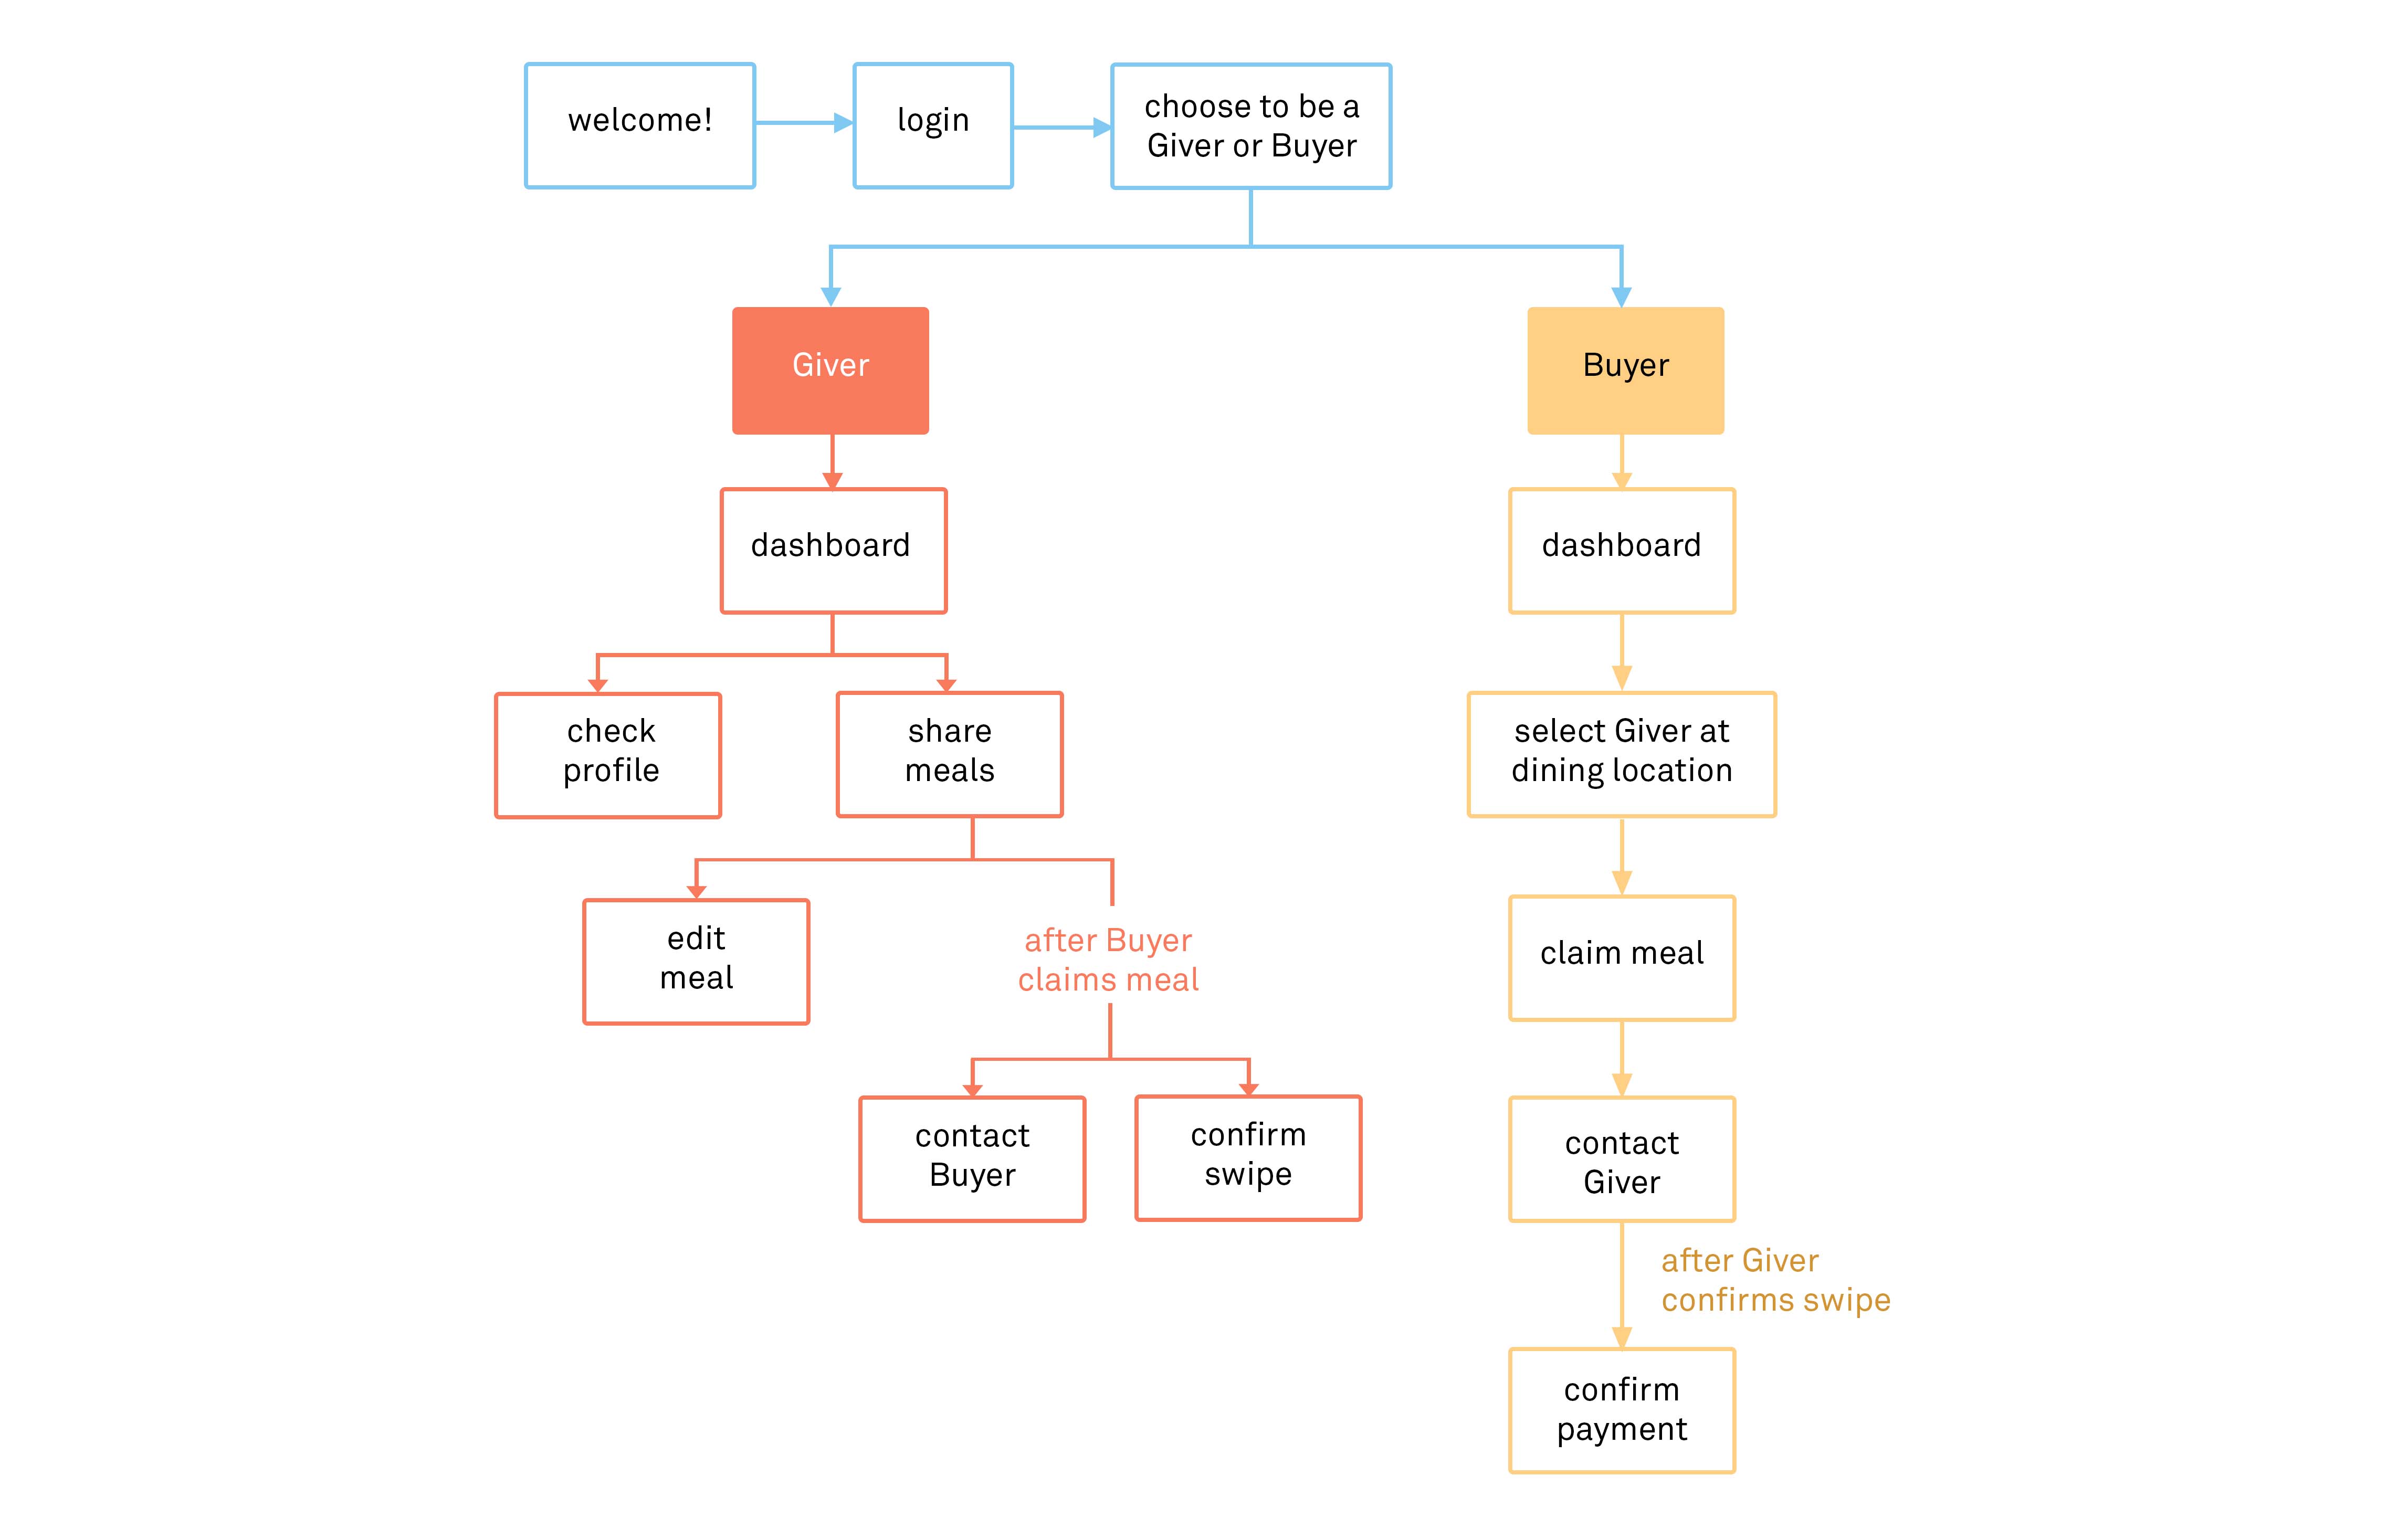 welcome!
login
choose to be a
Giver or Buyer
Giver
Buyer
dashboard
dashboard
check
profile
share
meals
select Giver at
dining location
edit
meal
after Buyer
claims meal
claim meal
contact
Buyer
confirm
swipe
contact
Giver
after Giver
confirms swipe
confirm
payment